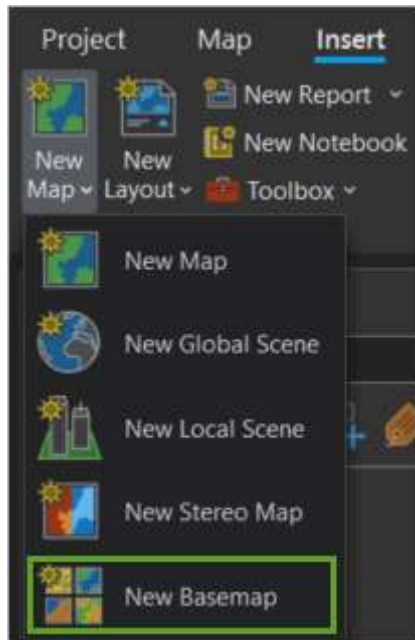 Project Map Insert
New Report
New Notebook
Toolbox
New
Map
New
Layout
New Map
New Global Scene
New Local Scene
New Stereo Map
New Basemap